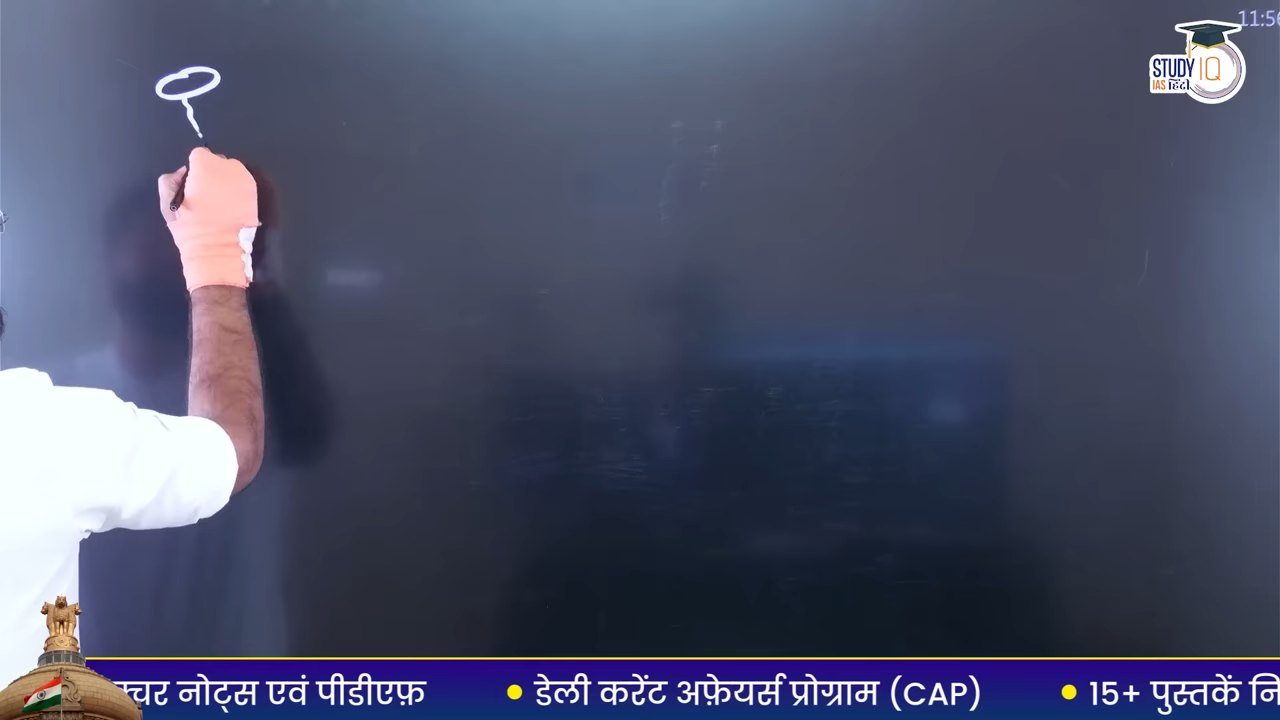 11:56
STUDY IQ
IAS हिंदी
क्चर नोट्स एवं पीडीएफ़
• डेली करेंट अफ़ेयर्स प्रोग्राम (CAP)
• 15+ पुस्तकें नि